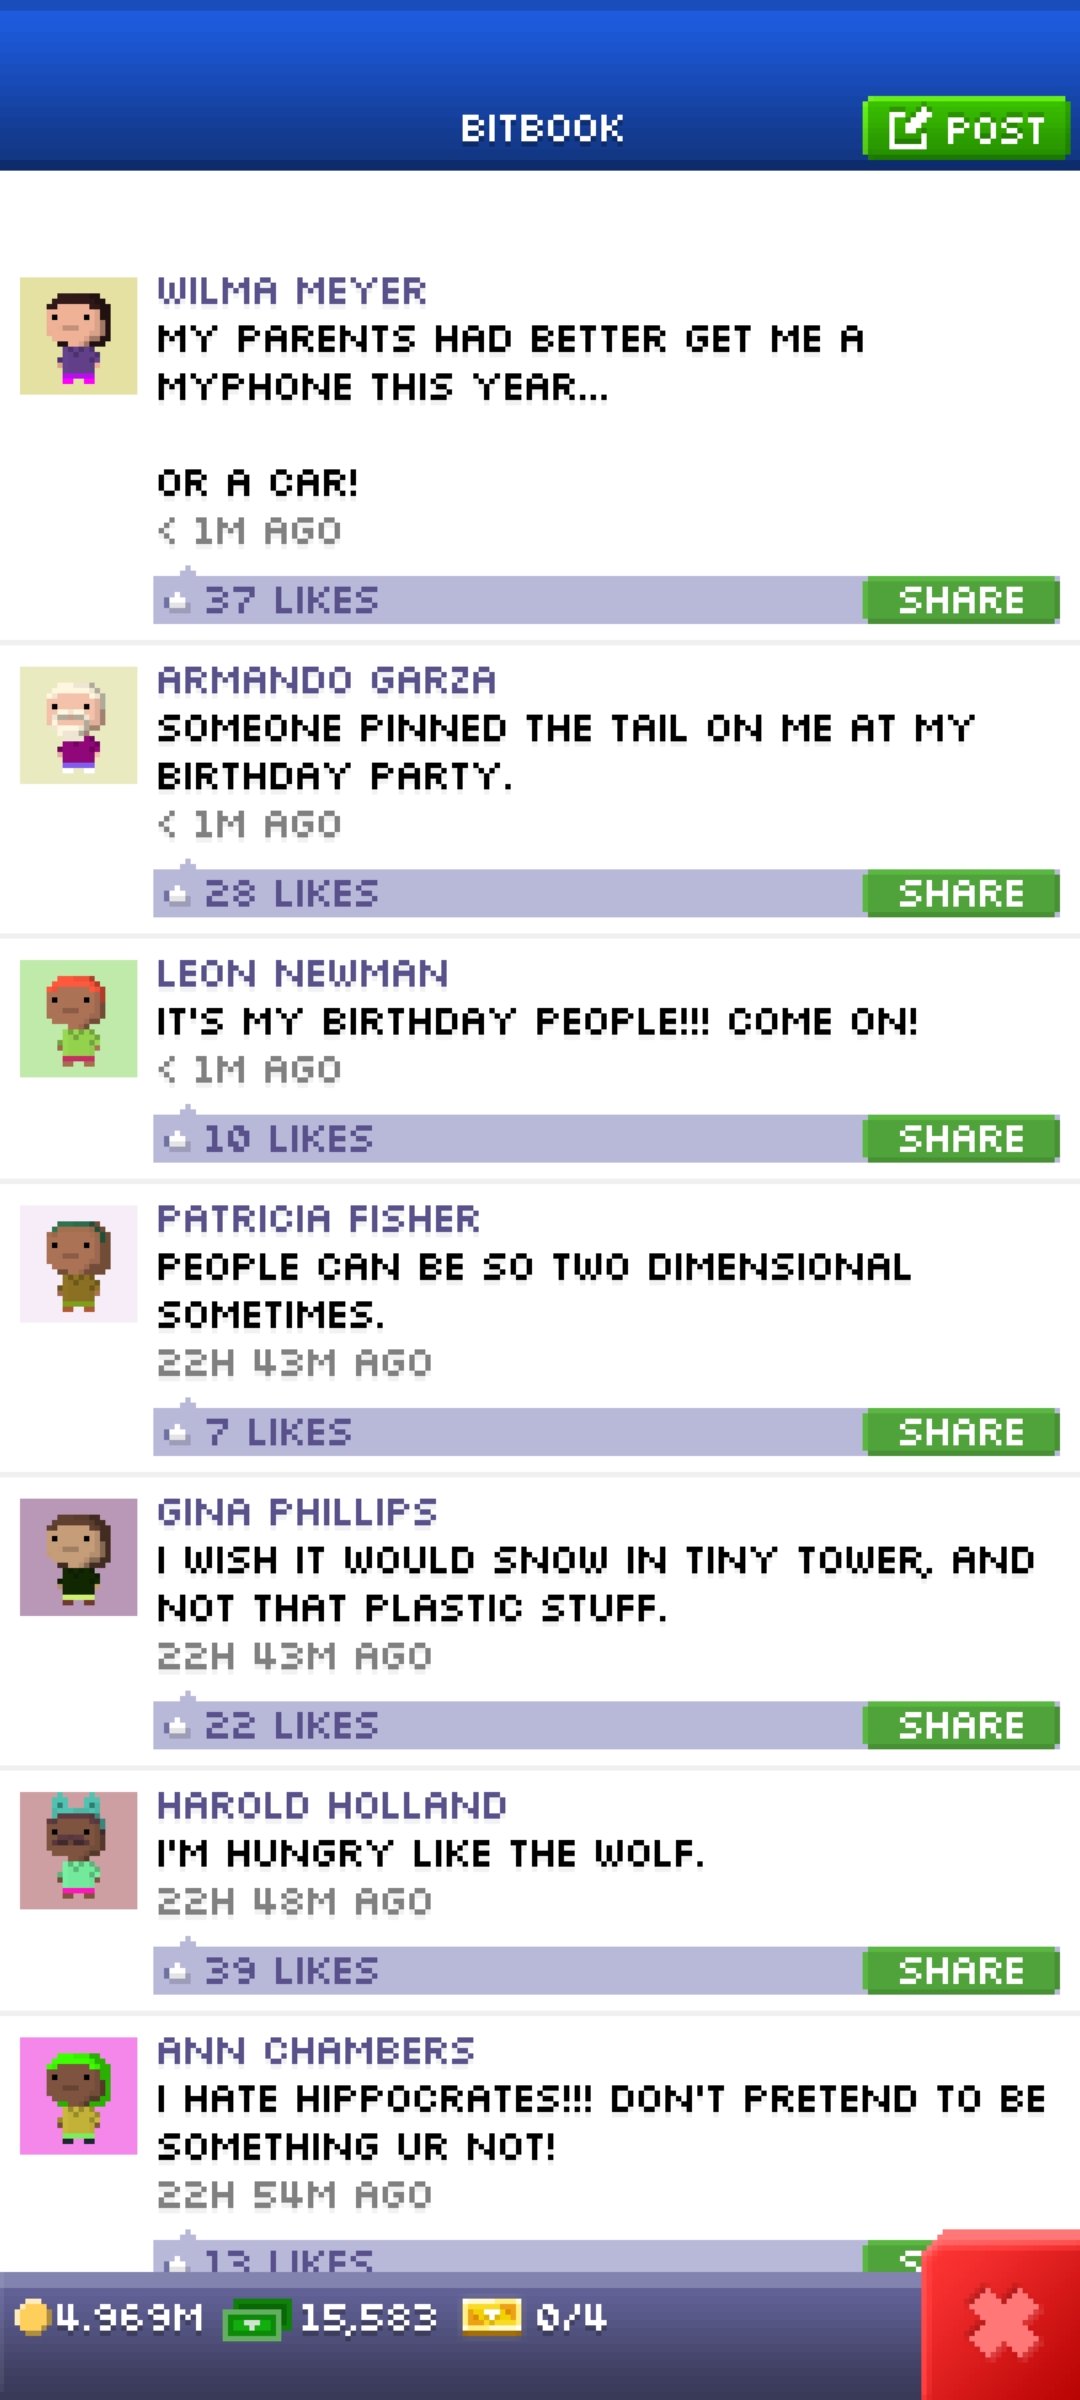 BITBOOK
POST
WILMA MEYER
MY PARENTS HAD BETTER GET ME A
MYPHONE THIS YEAR...
OR A CAR!
< 1M AGO
37 LIKES
SHARE
ARMANDO GARZA
SOMEONE PINNED THE TAIL ON ME AT MY
BIRTHDAY PARTY.
< 1M AGO
28 LIKES
SHARE
LEON NEWMAN
IT'S MY BIRTHDAY PEOPLE!!! COME ON!
< 1M AGO
10 LIKES
SHARE
PATRICIA FISHER
PEOPLE CAN BE SO TWO DIMENSIONAL
SOMETIMES.
22H 43M AGO
7 LIKES
SHARE
GINA PHILLIPS
I WISH IT WOULD SNOW IN TINY TOWER, AND
NOT THAT PLASTIC STUFF.
22H 43M AGO
22 LIKES
SHARE
HAROLD HOLLAND
I'M HUNGRY LIKE THE WOLF.
22H 48M AGO
39 LIKES
SHARE
ANN CHAMBERS
I HATE HIPPOCRATES!!! DON'T PRETEND TO BE
SOMETHING UR NOT!
22H 54M AGO
13 LIKES
4.969M 15,583 0/4